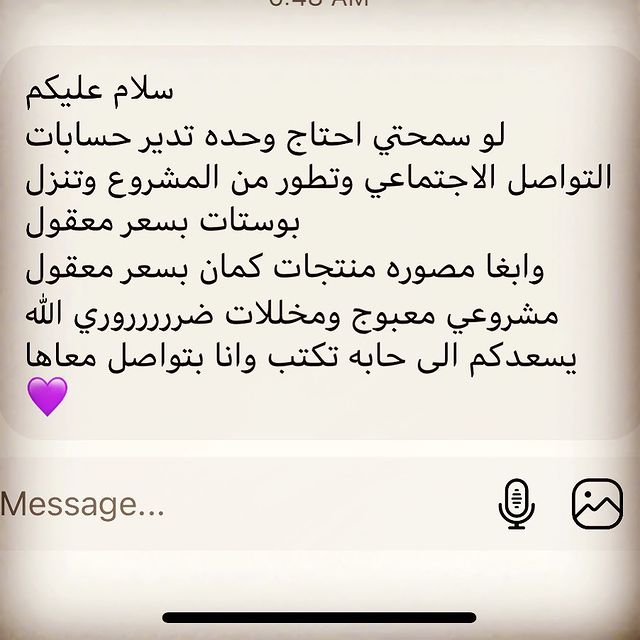 سلام عليكم
لو سمحتي احتاج وحده تدير حسابات
التواصل الاجتماعي وتطور من المشروع وتنزل
بوستات بسعر معقول
وابغا مصوره منتجات كمان بسعر معقول
مشروعي معبوج ومخللات ضرررررروري الله
يسعدكم الى حابه تكتب وانا بتواصل معاها
💜
Message...